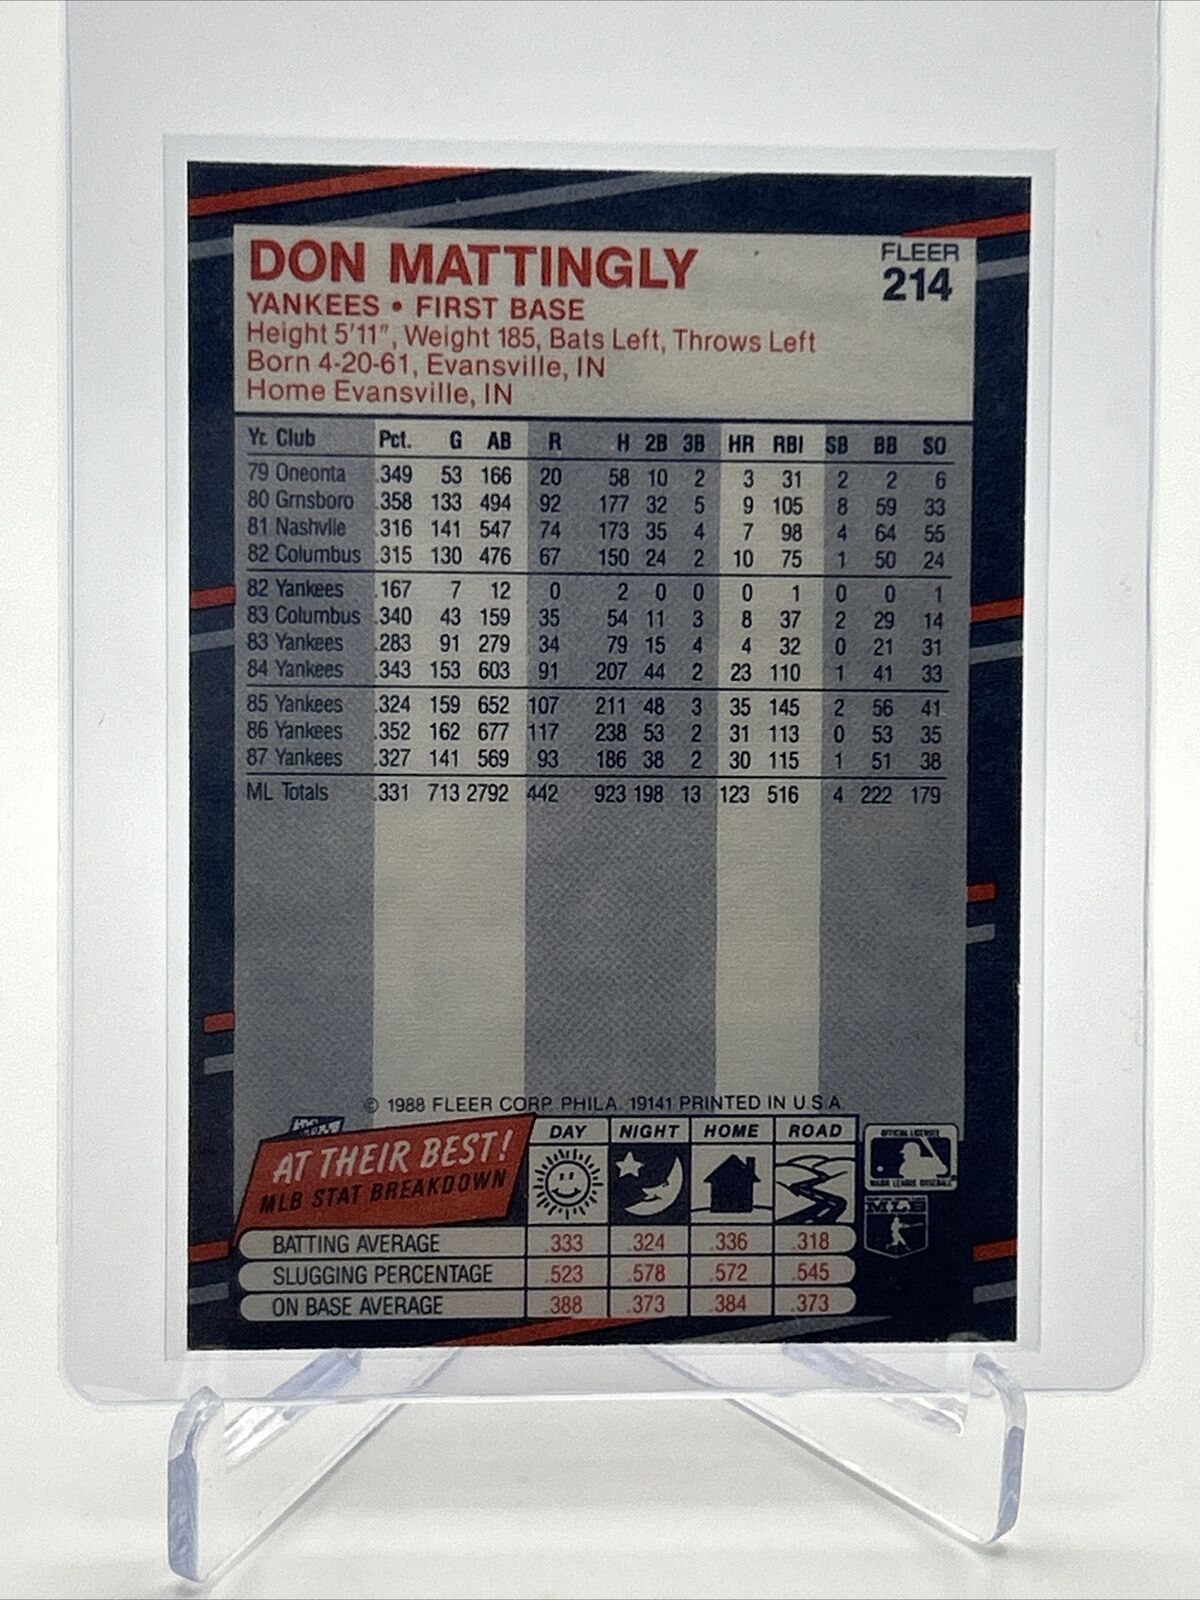 DON MATTINGLY
FLEER
214
YANKEES • FIRST BASE
Height 5'11", Weight 185, Bats Left, Throws Left
Born 4-20-61, Evansville, IN
Home Evansville, IN
Yr. Club Pct. G AB R H 2B 3B HR RBI SB BB SO
79 Oneonta .349 53 166 20 58 10 2 3 31 2 2 6
80 Grnsboro .358 133 494 92 177 32 5 9 105 8 59 33
81 Nashvlle .316 141 547 74 173 35 4 7 98 4 64 55
82 Columbus .315 130 476 67 150 24 2 10 75 1 50 24
82 Yankees .167 7 12 0 2 0 0 0 1 0 0 1
83 Columbus .340 43 159 35 54 11 3 8 37 2 29 14
83 Yankees .283 91 279 34 79 15 4 4 32 0 21 31
84 Yankees .343 153 603 91 207 44 2 23 110 1 41 33
85 Yankees .324 159 652 107 211 48 3 35 145 2 56 41
86 Yankees .352 162 677 117 238 53 2 31 113 0 53 35
87 Yankees .327 141 569 93 186 38 2 30 115 1 51 38
ML Totals .331 713 2792 442 923 198 13 123 516 4 222 179
© 1988 FLEER CORP. PHILA. 19141 PRINTED IN U.S.A.
AT THEIR BEST!
MLB STAT BREAKDOWN
DAY NIGHT HOME ROAD
BATTING AVERAGE .333 .324 .336 .318
SLUGGING PERCENTAGE .523 .578 .572 .545
ON BASE AVERAGE .388 .373 .384 .373
OFFICIAL LICENSEE
MAJOR LEAGUE BASEBALL
MLB